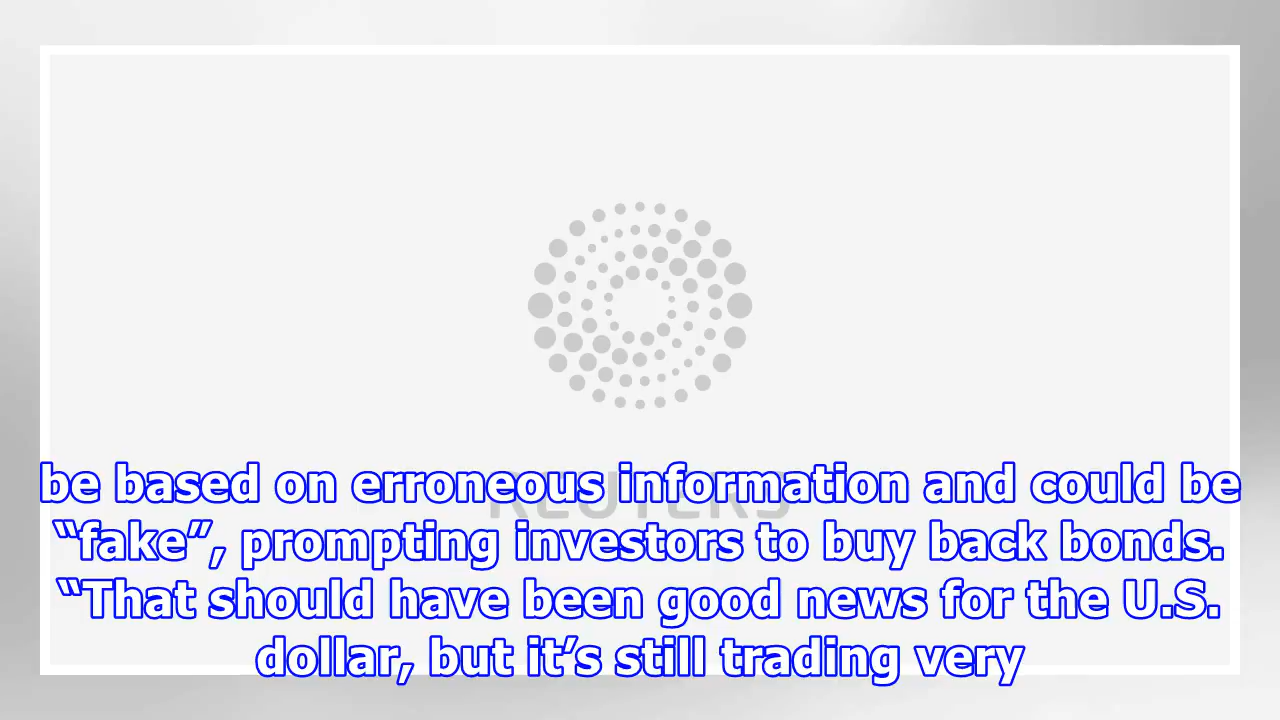 REUTERS
be based on erroneous information and could be
“fake”, prompting investors to buy back bonds.
“That should have been good news for the U.S.
dollar, but it’s still trading very